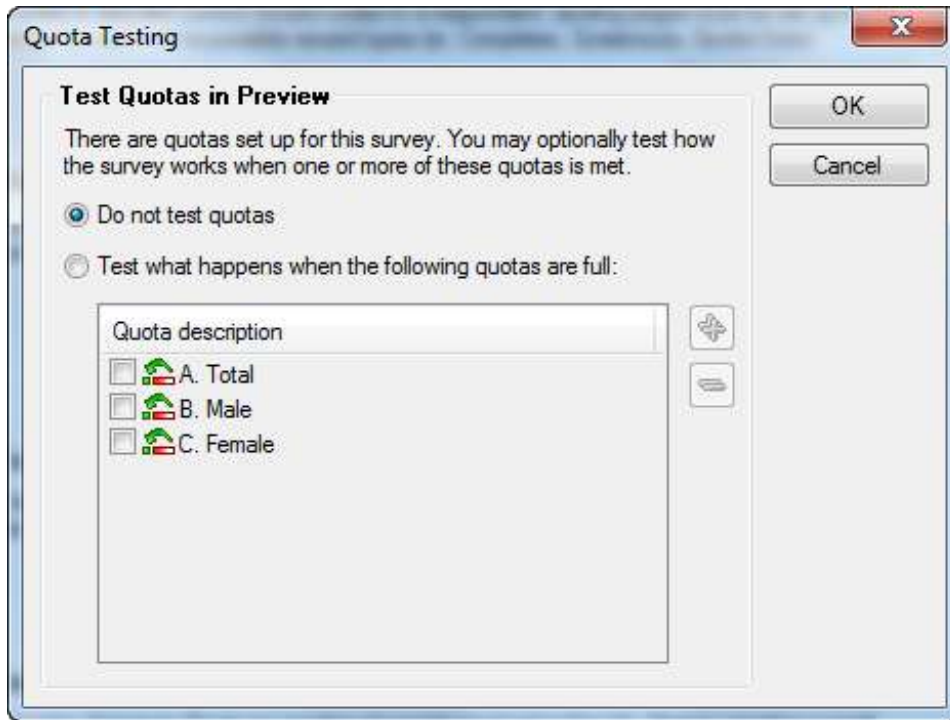 Quota Testing
Test Quotas in Preview
There are quotas set up for this survey. You may optionally test how
the survey works when one or more of these quotas is met.
Do not test quotas
Test what happens when the following quotas are full:
Quota description
A. Total
B. Male
C. Female
OK
Cancel